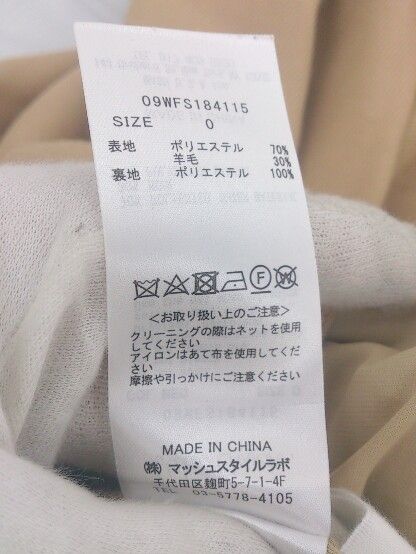 09WFS184115
SIZE 0
表地 ポリエステル 70%
羊毛 30%
裏地 ポリエステル 100%
<お取り扱い上のご注意>
クリーニングの際はネットを使用
してください
アイロンはあて布を使用してくださ
い
摩擦や引っかけにご注意ください
MADE IN CHINA
㈱ マッシュスタイルラボ
千代田区麹町5-7-1-4F
TEL 03-5778-4105